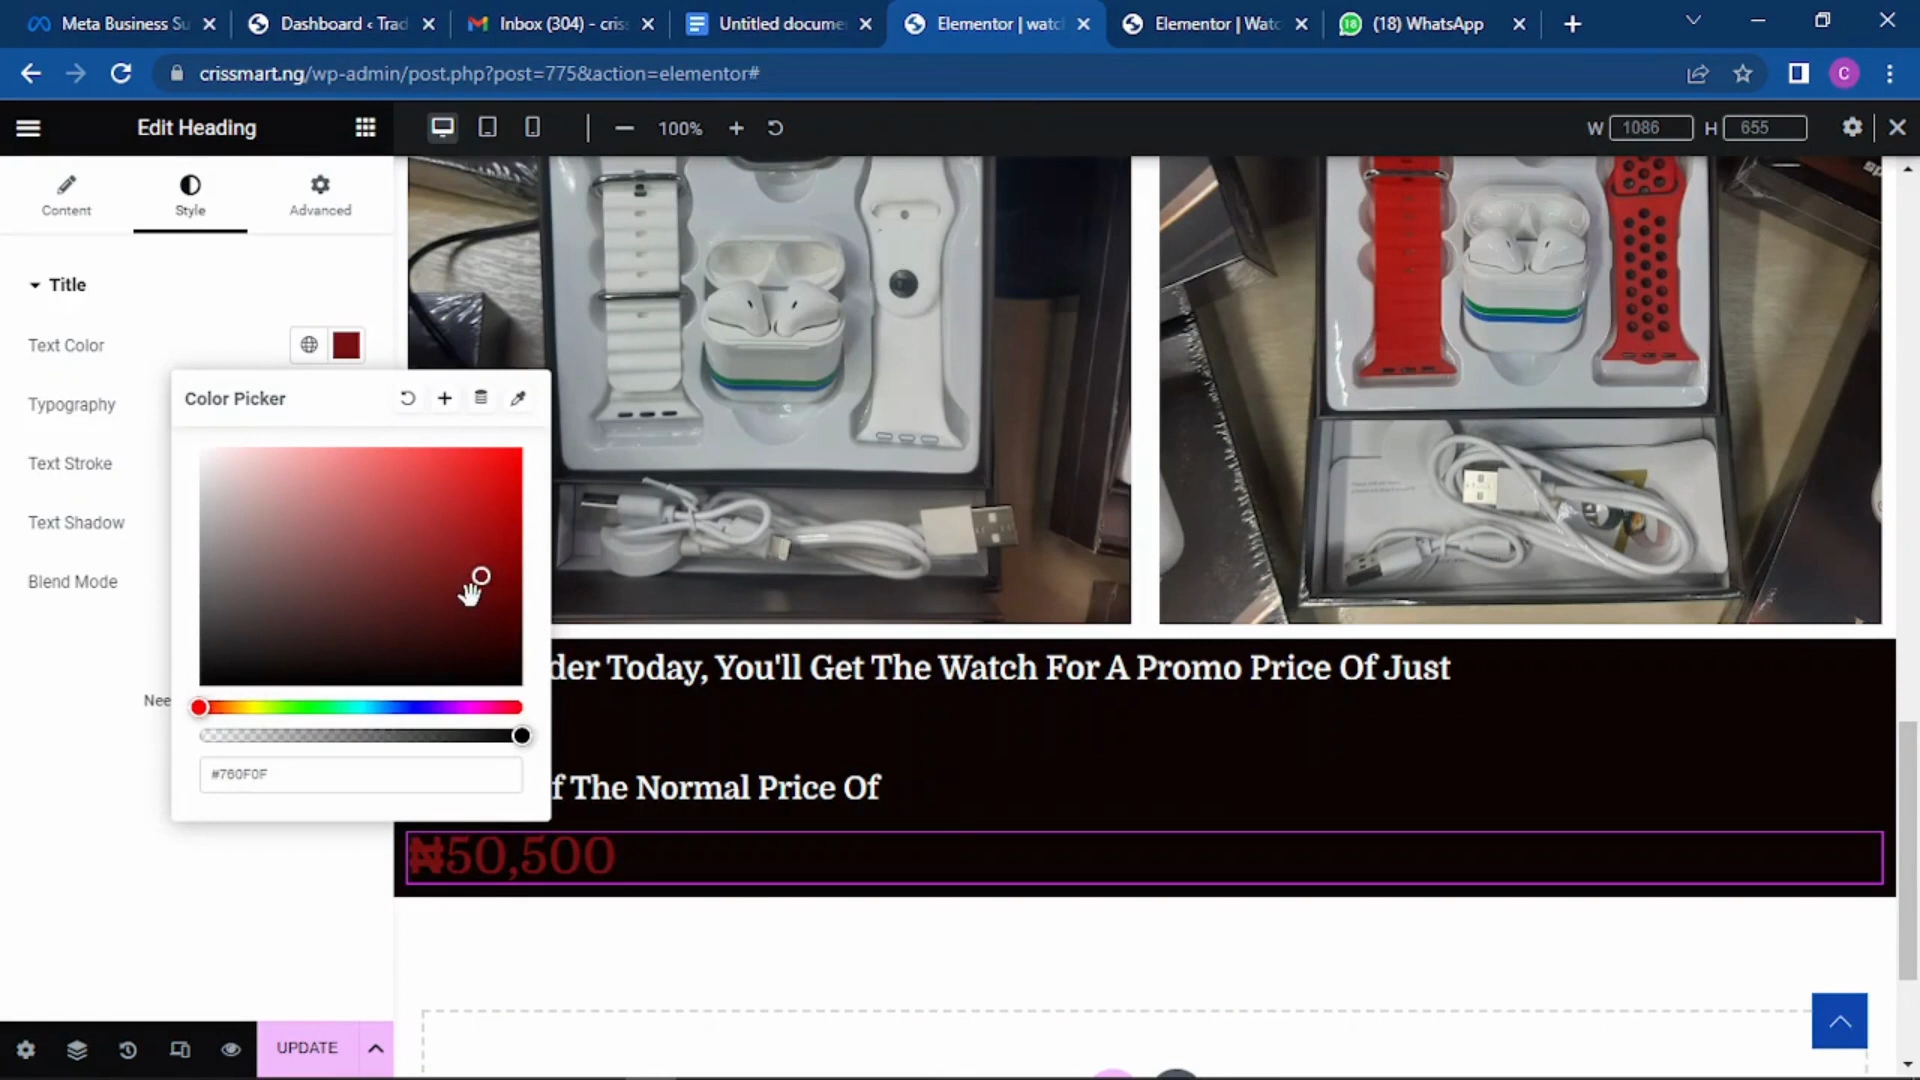 Meta Business Su
Dashboard ‹ Trad
Inbox (304) - cris
Untitled docume
Elementor | watc
Elementor | Watc
(18) WhatsApp
crissmart.ng/wp-admin/post.php?post=775&action=elementor#
C
Edit Heading
100%
W 1086 H 655
Content
Style
Advanced
Title
Text Color
Color Picker
Typography
Text Stroke
Text Shadow
Blend Mode
Nee
#760F0F
der Today, You'll Get The Watch For A Promo Price Of Just
f The Normal Price Of
₦50,500
UPDATE